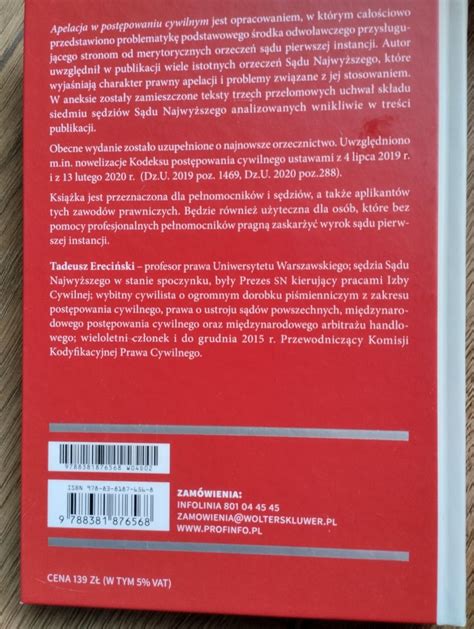 Apelacja w postępowaniu cywilnym jest opracowaniem, w którym całościowo
przedstawiono problematykę podstawowego środka odwoławczego przysługu-
jącego stronom od merytorycznych orzeczeń sądu pierwszej instancji. Autor
uwzględnił w publikacji wiele istotnych orzeczeń Sądu Najwyższego, które
wyjaśniają charakter prawny apelacji i problemy związane z jej stosowaniem.
W aneksie zostały zamieszczone teksty trzech przełomowych uchwał składu
siedmiu sędziów Sądu Najwyższego analizowanych wnikliwie w treści
publikacji.
Obecne wydanie zostało uzupełnione o najnowsze orzecznictwo. Uwzględniono
m.in. nowelizacje Kodeksu postępowania cywilnego ustawami z 4 lipca 2019 r.
i z 13 lutego 2020 r. (Dz.U. 2019 poz. 1469, Dz.U. 2020 poz.288).
Książka jest przeznaczona dla pełnomocników i sędziów, a także aplikantów
tych zawodów prawniczych. Będzie również użyteczna dla osób, które bez
pomocy profesjonalnych pełnomocników pragną zaskarżyć wyrok sądu pierw-
szej instancji.
Tadeusz Ereciński – profesor prawa Uniwersytetu Warszawskiego; sędzia Sądu
Najwyższego w stanie spoczynku, były Prezes SN kierujący pracami Izby
Cywilnej; wybitny cywilista o ogromnym dorobku piśmienniczym z zakresu
postępowania cywilnego, prawa o ustroju sądów powszechnych, międzynaro-
dowego postępowania cywilnego oraz międzynarodowego arbitrażu handlo-
wego; wieloletni członek i do grudnia 2015 r. Przewodniczący Komisji
Kodyfikacyjnej Prawa Cywilnego.
9788381876568 W04S02
ISBN 978-83-8187-656-8
9 788381 876568
ZAMÓWIENIA:
INFOLINIA 801 04 45 45
ZAMOWIENIA@WOLTERSKLUWER.PL
WWW.PROFINFO.PL
CENA 139 ZŁ (W TYM 5% VAT)